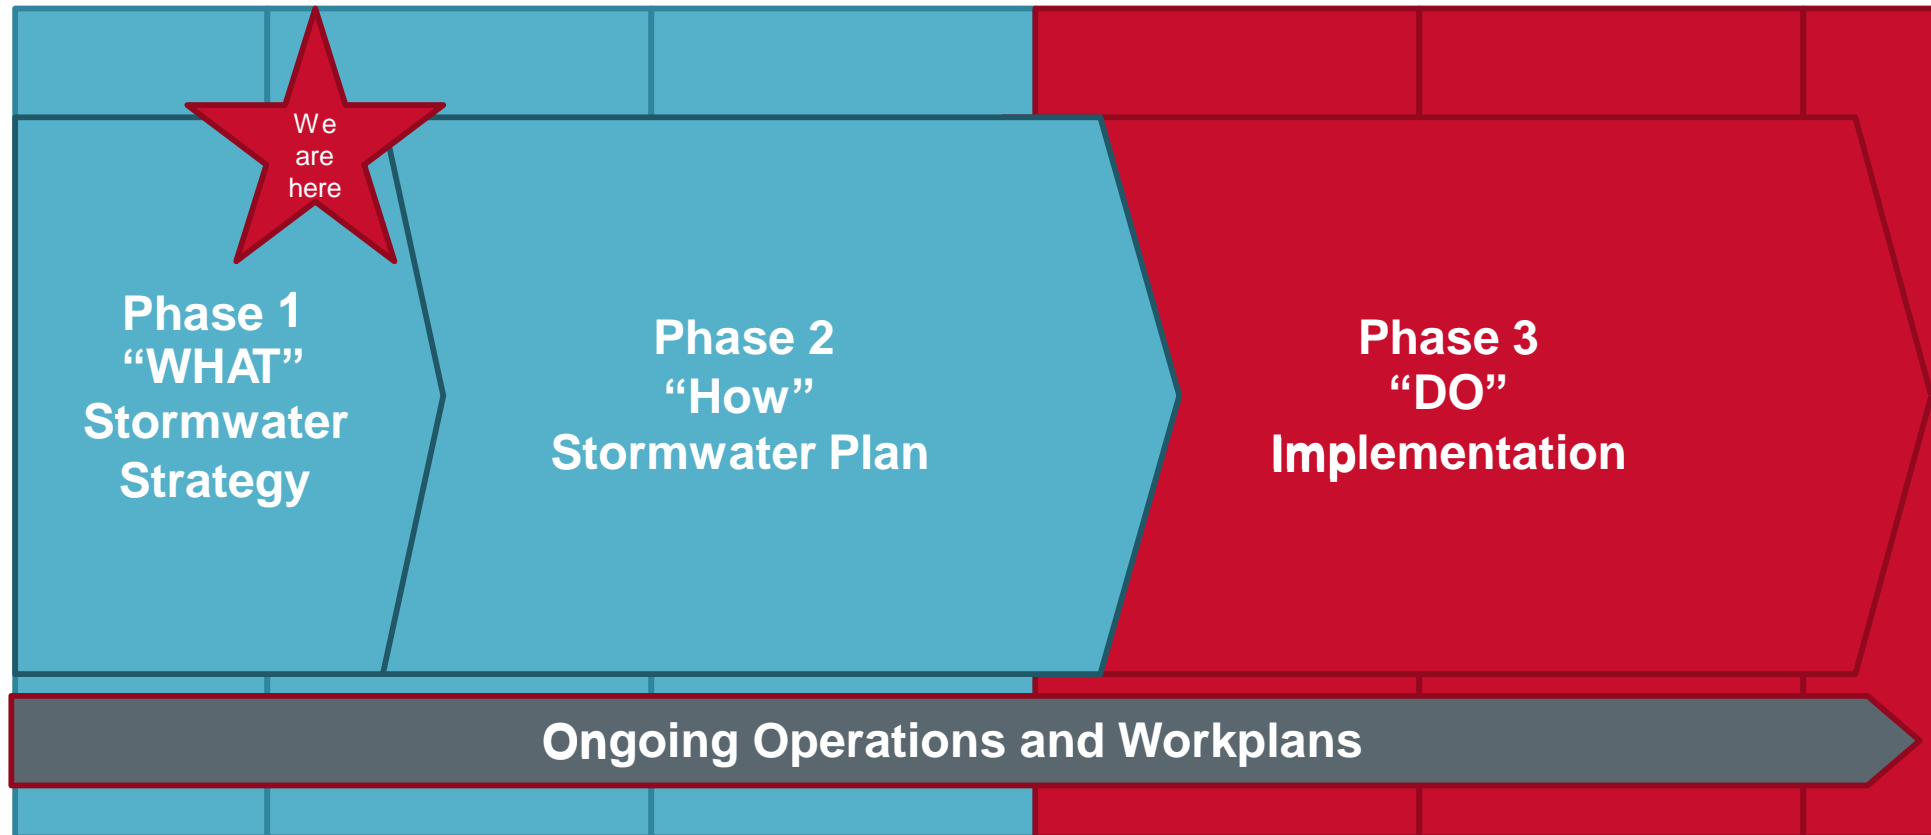 We
are
here
Phase 1
“WHAT”
Stormwater
Strategy
Phase 2
“How”
Stormwater Plan
Phase 3
“DO”
Implementation
Ongoing Operations and Workplans